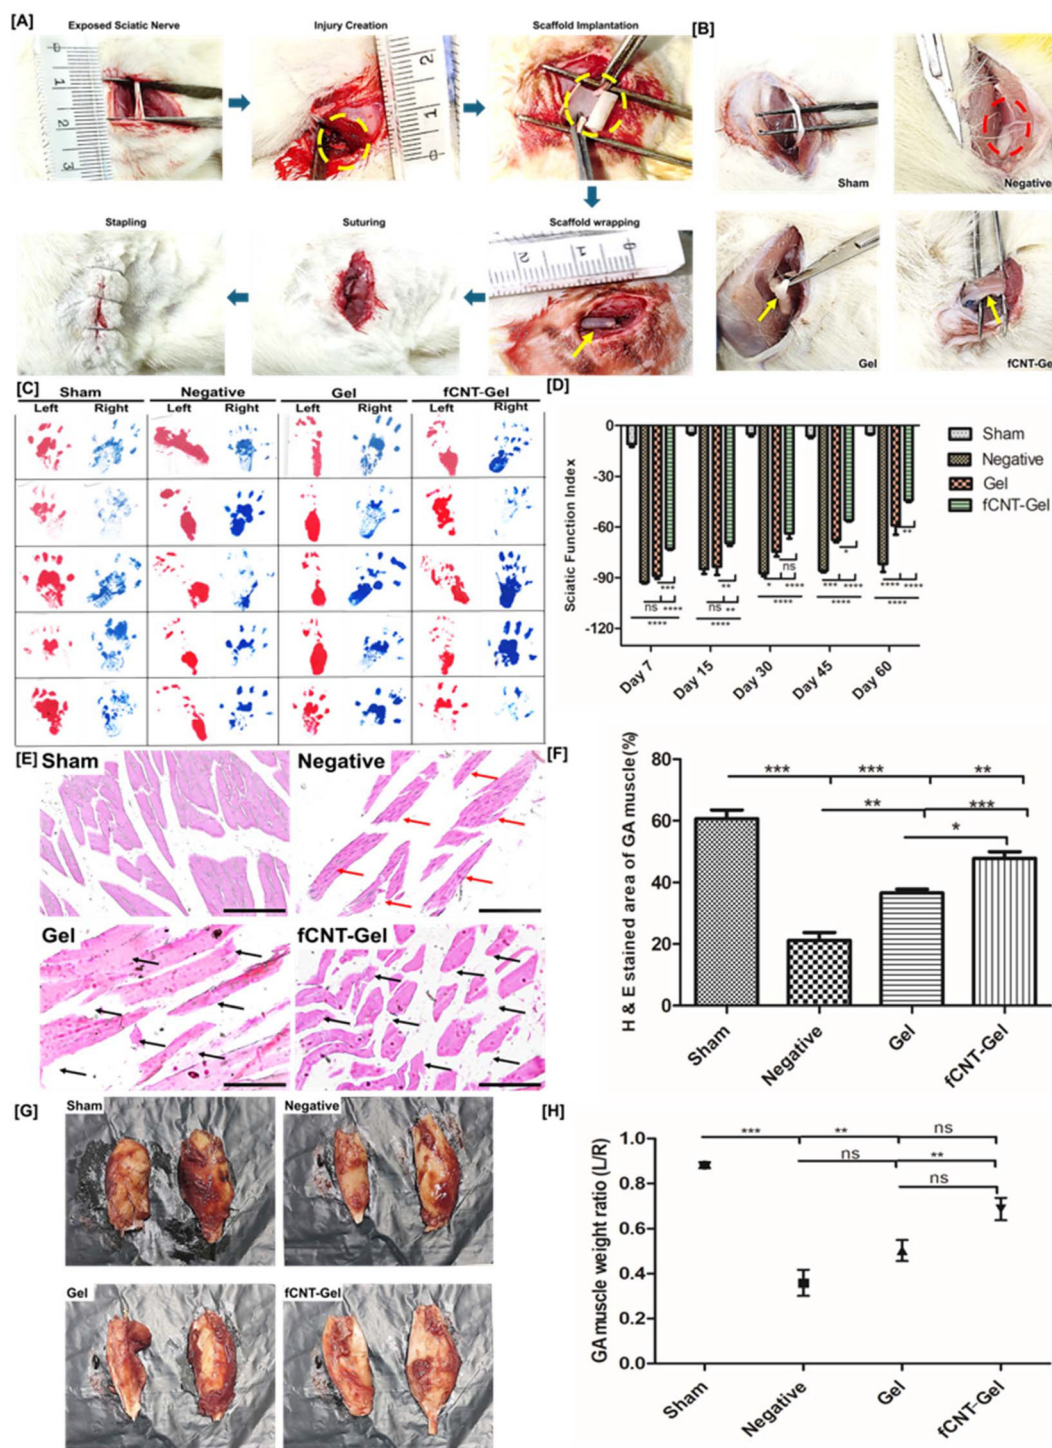 [A]
Exposed Sciatic Nerve
Injury Creation
Scaffold Implantation
Stapling
Suturing
Scaffold wrapping
[B]
Sham
Negative
Gel
fCNT-Gel
[C]
Sham Negative Gel fCNT-Gel
Left Right Left Right Left Right Left Right
[D]
Sciatic Function Index
0
-30
-60
-90
-120
Sham
Negative
Gel
fCNT-Gel
*** ** ns * **
ns **** ns ** * **** *** **** **** ****
**** **** **** **** ****
Day 7 Day 15 Day 30 Day 45 Day 60
[E]
Sham
Negative
Gel
fCNT-Gel
[F]
H & E stained area of GA muscle(%)
80
60
40
20
0
*** *** **
** ***
*
Sham Negative Gel fCNT-Gel
[G]
Sham
Negative
Gel
fCNT-Gel
[H]
GA muscle weight ratio (L/R)
1.0
0.8
0.6
0.4
0.2
0.0
*** ** ns
ns **
ns
Sham Negative Gel fCNT-Gel